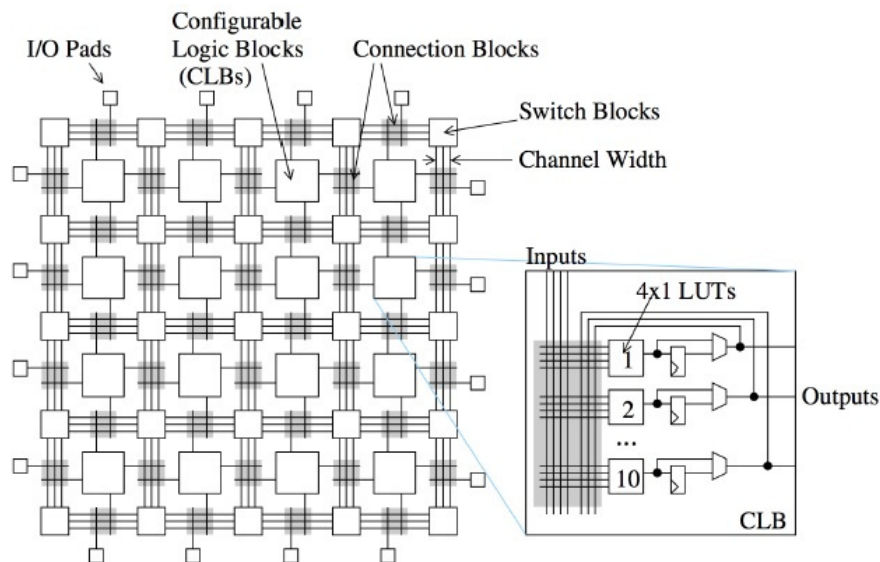 Configurable
Logic Blocks
(CLBs)
I/O Pads
Connection Blocks
Switch Blocks
Channel Width
Inputs
4x1 LUTs
1
2
...
10
Outputs
CLB